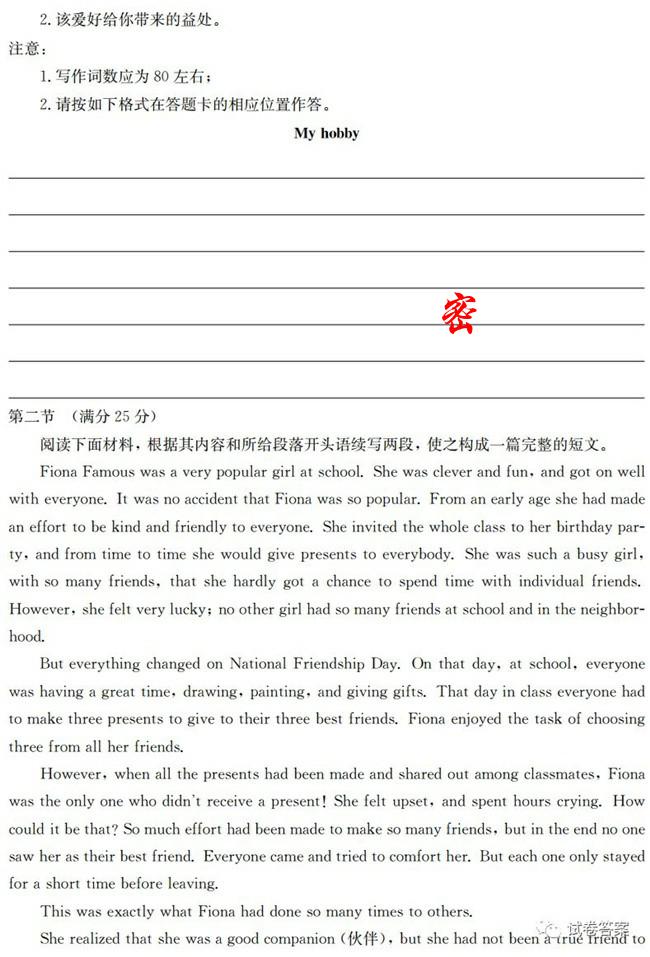 2. 该爱好给你带来的益处。
注意：
1. 写作词数应为 80 左右；
2. 请按如下格式在答题卡的相应位置作答。
My hobby
密
第二节 （满分 25 分）
阅读下面材料，根据其内容和所给段落开头语续写两段，使之构成一篇完整的短文。
Fiona Famous was a very popular girl at school. She was clever and fun, and got on well
with everyone. It was no accident that Fiona was so popular. From an early age she had made
an effort to be kind and friendly to everyone. She invited the whole class to her birthday par-
ty, and from time to time she would give presents to everybody. She was such a busy girl,
with so many friends, that she hardly got a chance to spend time with individual friends.
However, she felt very lucky; no other girl had so many friends at school and in the neighbor-
hood.
But everything changed on National Friendship Day. On that day, at school, everyone
was having a great time, drawing, painting, and giving gifts. That day in class everyone had
to make three presents to give to their three best friends. Fiona enjoyed the task of choosing
three from all her friends.
However, when all the presents had been made and shared out among classmates, Fiona
was the only one who didn't receive a present! She felt upset, and spent hours crying. How
could it be that? So much effort had been made to make so many friends, but in the end no one
saw her as their best friend. Everyone came and tried to comfort her. But each one only stayed
for a short time before leaving.
This was exactly what Fiona had done so many times to others.
试卷答案
She realized that she was a good companion (伙伴), but she had not been a true friend to